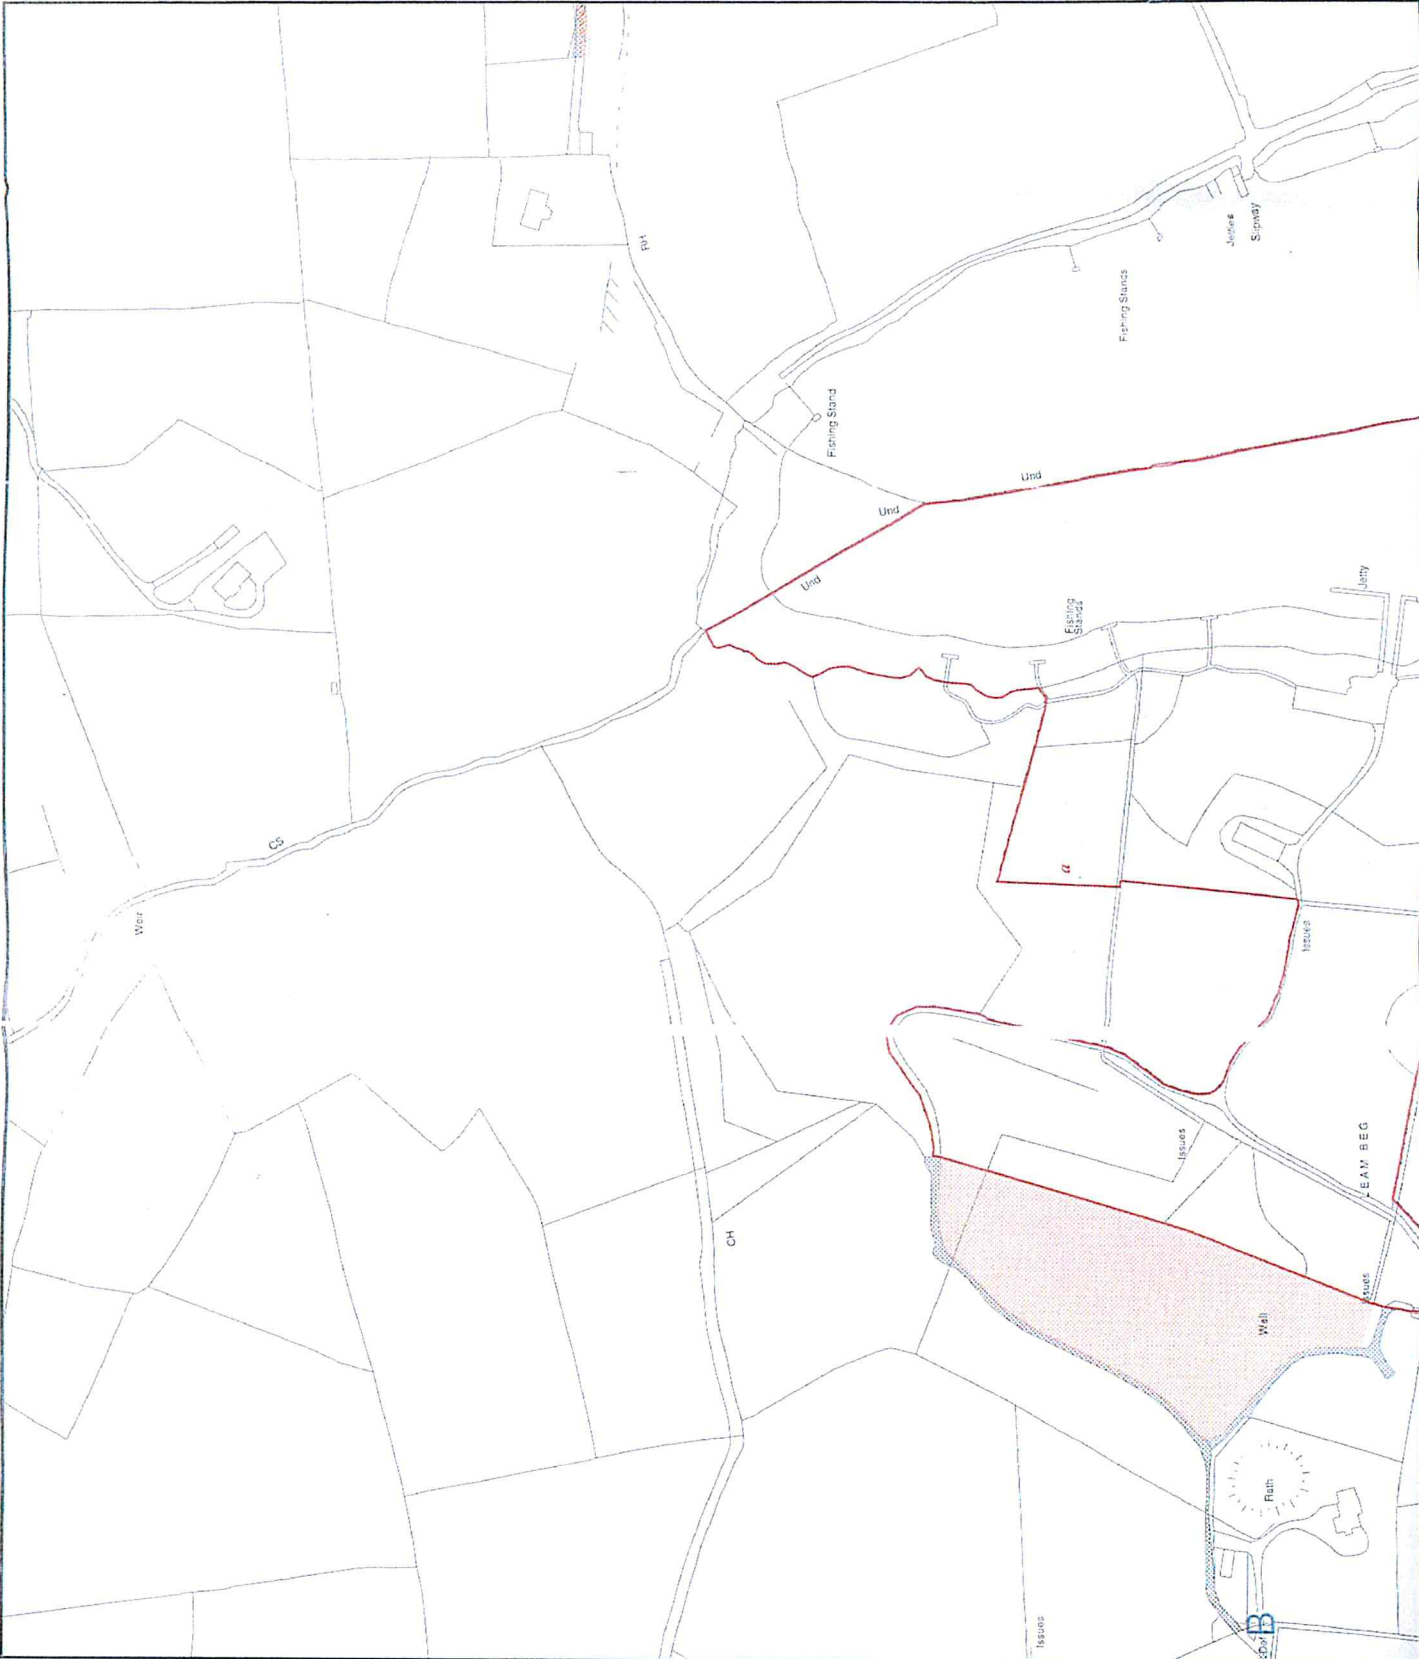 RH
Jetties
Slipway
Fishing Stands
Fishing Stand
Und
Und
Und
Jetty
Fishing
Stands
CS
Weir
a
Issues
Issues
EAM BEG
CH
Issues
Well
Rath
Issues
B